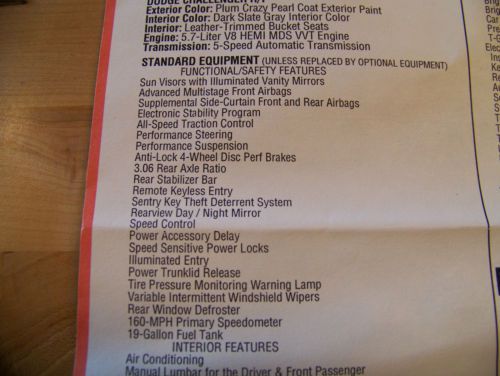 DODGE CHALLENGER R/T
Exterior Color: Plum Crazy Pearl Coat Exterior Paint
Interior Color: Dark Slate Gray Interior Color
Interior: Leather-Trimmed Bucket Seats
Engine: 5.7-Liter V8 HEMI MDS VVT Engine
Transmission: 5-Speed Automatic Transmission
STANDARD EQUIPMENT (UNLESS REPLACED BY OPTIONAL EQUIPMENT)
FUNCTIONAL/SAFETY FEATURES
Sun Visors with Illuminated Vanity Mirrors
Advanced Multistage Front Airbags
Supplemental Side-Curtain Front and Rear Airbags
Electronic Stability Program
All-Speed Traction Control
Performance Steering
Performance Suspension
Anti-Lock 4-Wheel Disc Perf Brakes
3.06 Rear Axle Ratio
Rear Stabilizer Bar
Remote Keyless Entry
Sentry Key Theft Deterrent System
Rearview Day / Night Mirror
Speed Control
Power Accessory Delay
Speed Sensitive Power Locks
Illuminated Entry
Power Trunklid Release
Tire Pressure Monitoring Warning Lamp
Variable Intermittent Windshield Wipers
Rear Window Defroster
160-MPH Primary Speedometer
19-Gallon Fuel Tank
INTERIOR FEATURES
Air Conditioning
Manual Lumbar for the Driver & Front Passenger